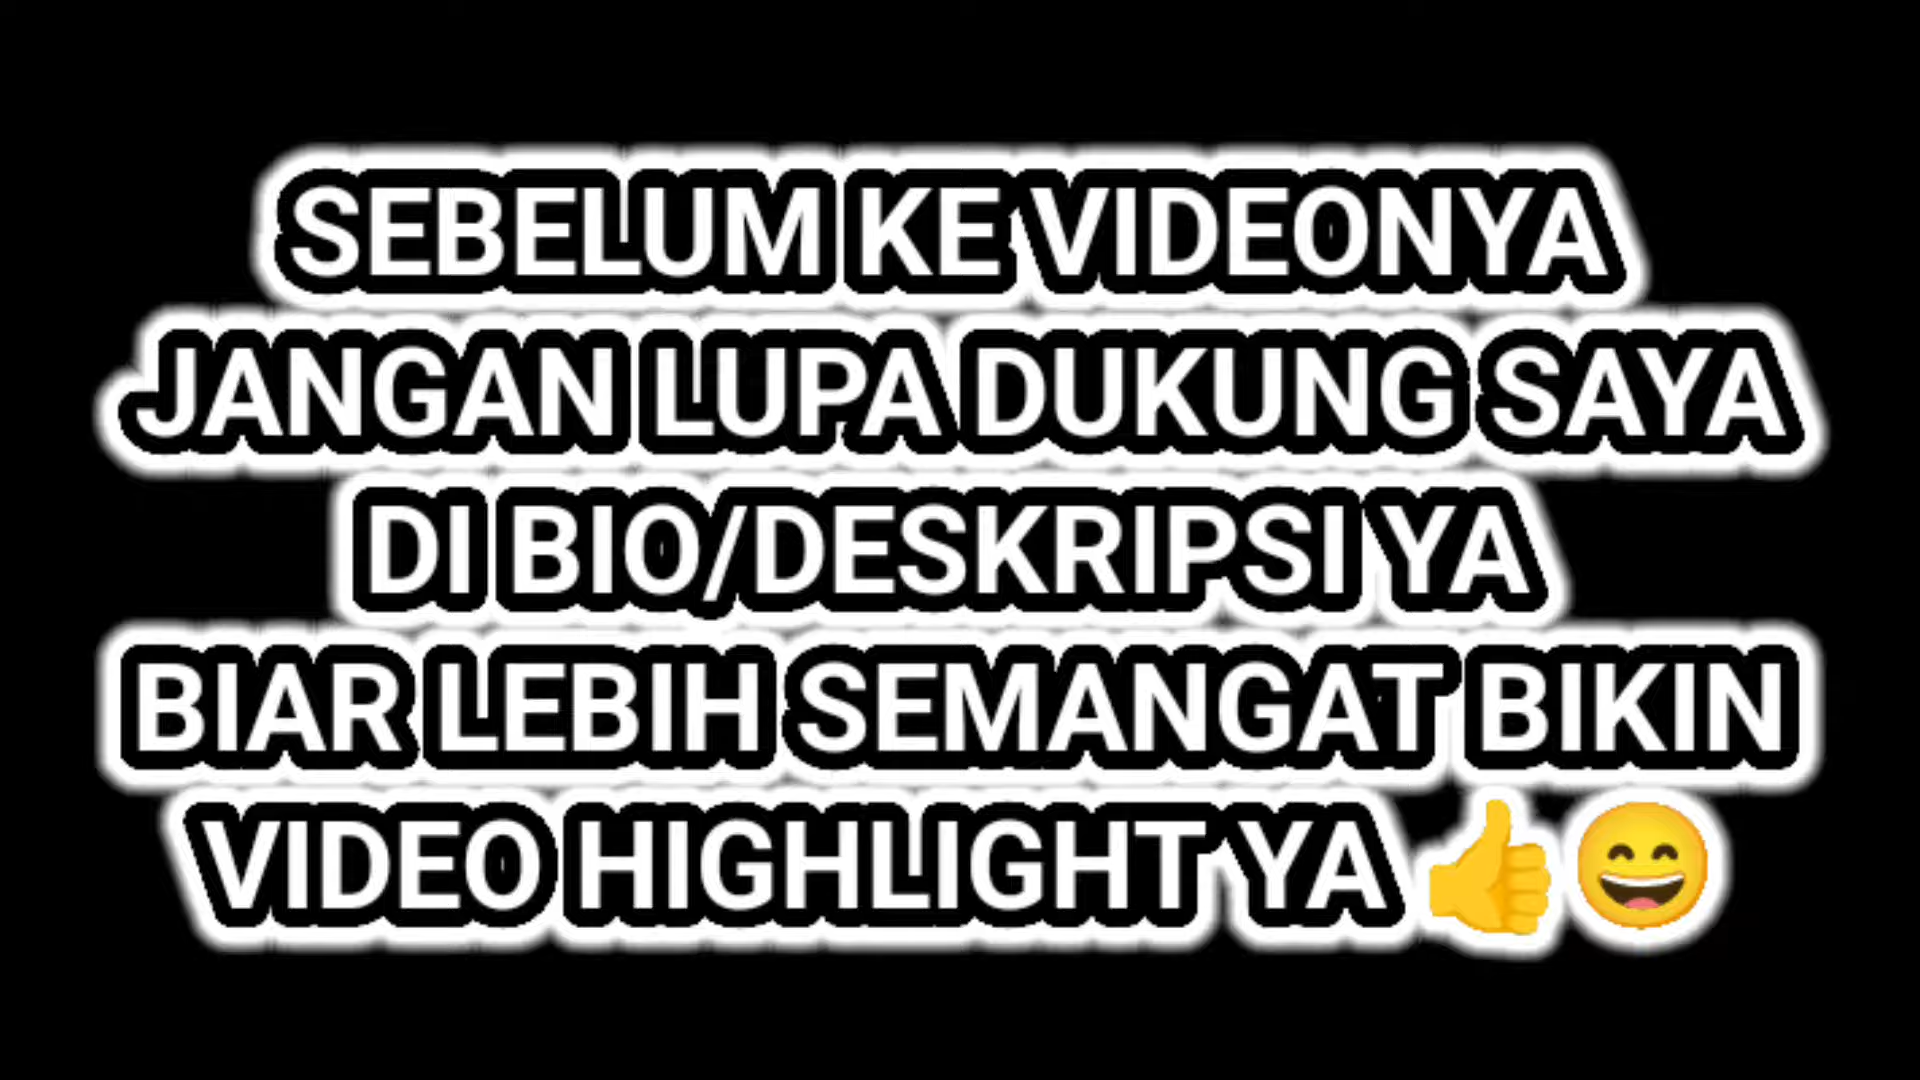 SEBELUM KE VIDEONYA
JANGAN LUPA DUKUNG SAYA
DI BIO/DESKRIPSI YA
BIAR LEBIH SEMANGAT BIKIN
VIDEO HIGHLIGHT YA 👍😄